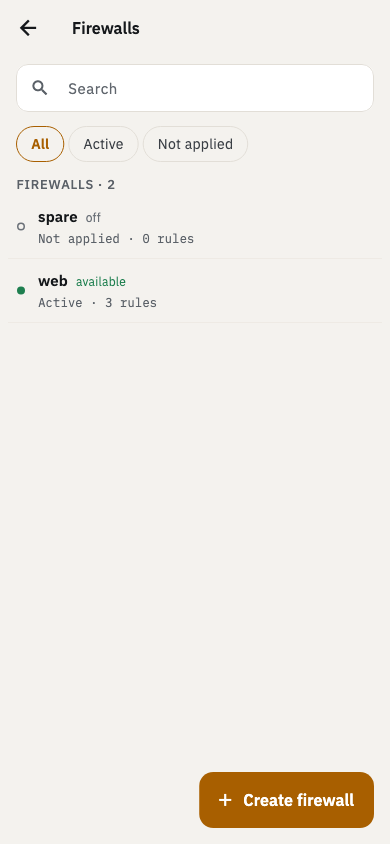 Firewalls
Search
All Active Not applied
FIREWALLS · 2
spare off
Not applied · 0 rules
web available
Active · 3 rules
+ Create firewall